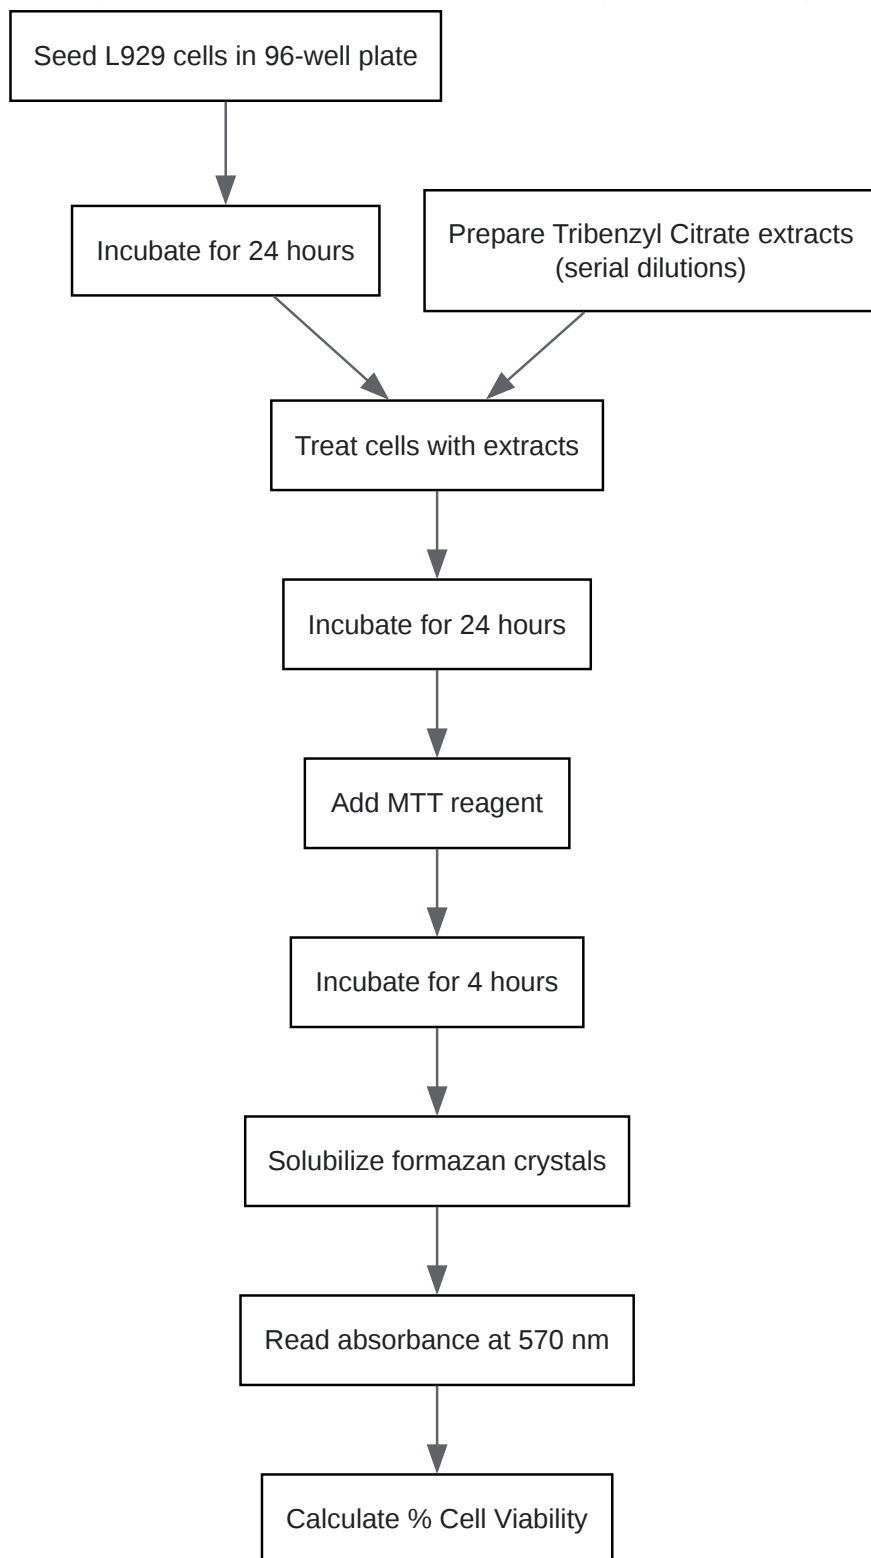 Seed L929 cells in 96-well plate
Incubate for 24 hours
Prepare Tribenzyl Citrate extracts
(serial dilutions)
Treat cells with extracts
Incubate for 24 hours
Add MTT reagent
Incubate for 4 hours
Solubilize formazan crystals
Read absorbance at 570 nm
Calculate % Cell Viability